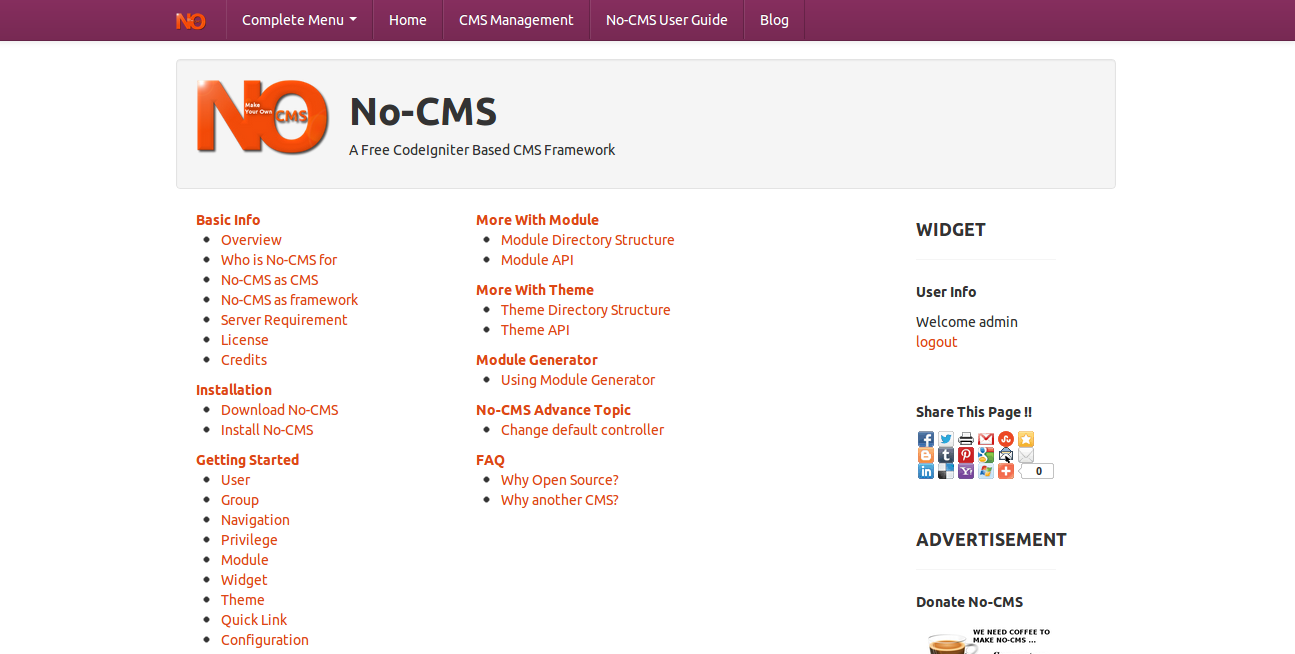 NO
Complete Menu
Home
CMS Management
No-CMS User Guide
Blog
NO
Make
Your Own
CMS
No-CMS
A Free CodeIgniter Based CMS Framework
Basic Info
Overview
Who is No-CMS for
No-CMS as CMS
No-CMS as framework
Server Requirement
License
Credits
Installation
Download No-CMS
Install No-CMS
Getting Started
User
Group
Navigation
Privilege
Module
Widget
Theme
Quick Link
Configuration
More With Module
Module Directory Structure
Module API
More With Theme
Theme Directory Structure
Theme API
Module Generator
Using Module Generator
No-CMS Advance Topic
Change default controller
FAQ
Why Open Source?
Why another CMS?
WIDGET
User Info
Welcome admin
logout
Share This Page !!
0
ADVERTISEMENT
Donate No-CMS
WE NEED COFFEE TO
MAKE NO-CMS ...